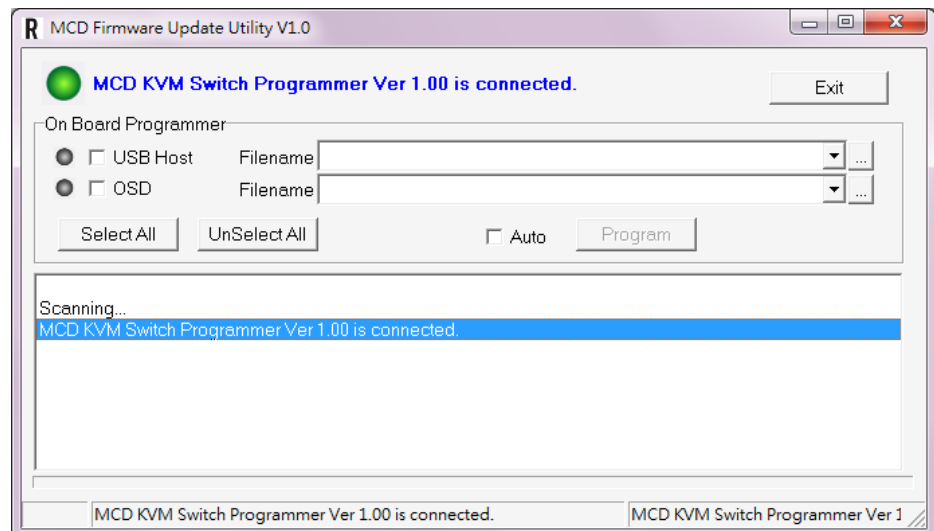 R MCD Firmware Update Utility V1.0
MCD KVM Switch Programmer Ver 1.00 is connected.
Exit
On Board Programmer
USB Host Filename ...
OSD Filename ...
Select All UnSelect All Auto Program
Scanning...
MCD KVM Switch Programmer Ver 1.00 is connected.
MCD KVM Switch Programmer Ver 1.00 is connected. MCD KVM Switch Programmer Ver 1